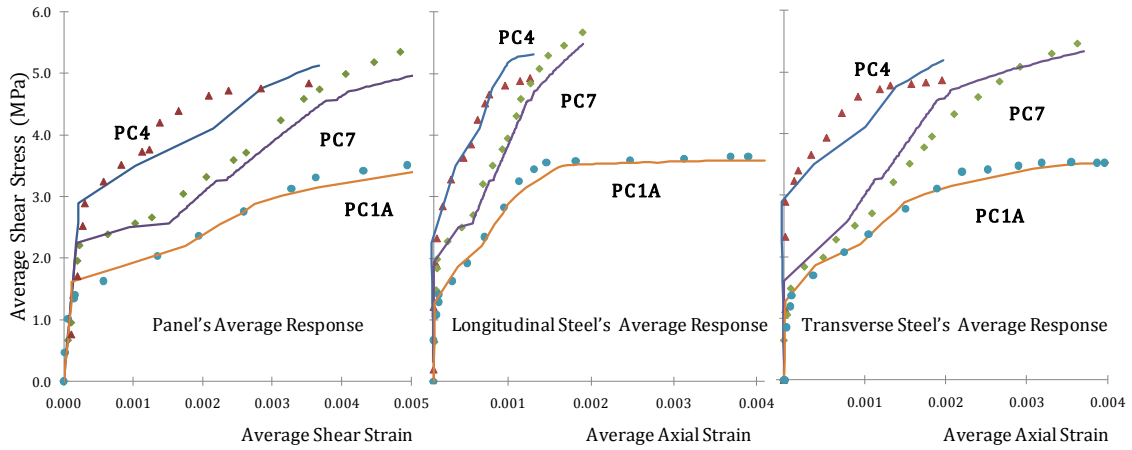 6.0
5.0
4.0
3.0
2.0
1.0
0.0
Average Shear Stress (MPa)
PC4
PC7
PC1A
Panel's Average Response
0.000 0.001 0.002 0.003 0.004 0.005
Average Shear Strain
PC4
PC7
PC1A
Longitudinal Steel's Average Response
0.001 0.002 0.003 0.004
Average Axial Strain
PC4
PC7
PC1A
Transverse Steel's Average Response
0.001 0.002 0.003 0.004
Average Axial Strain